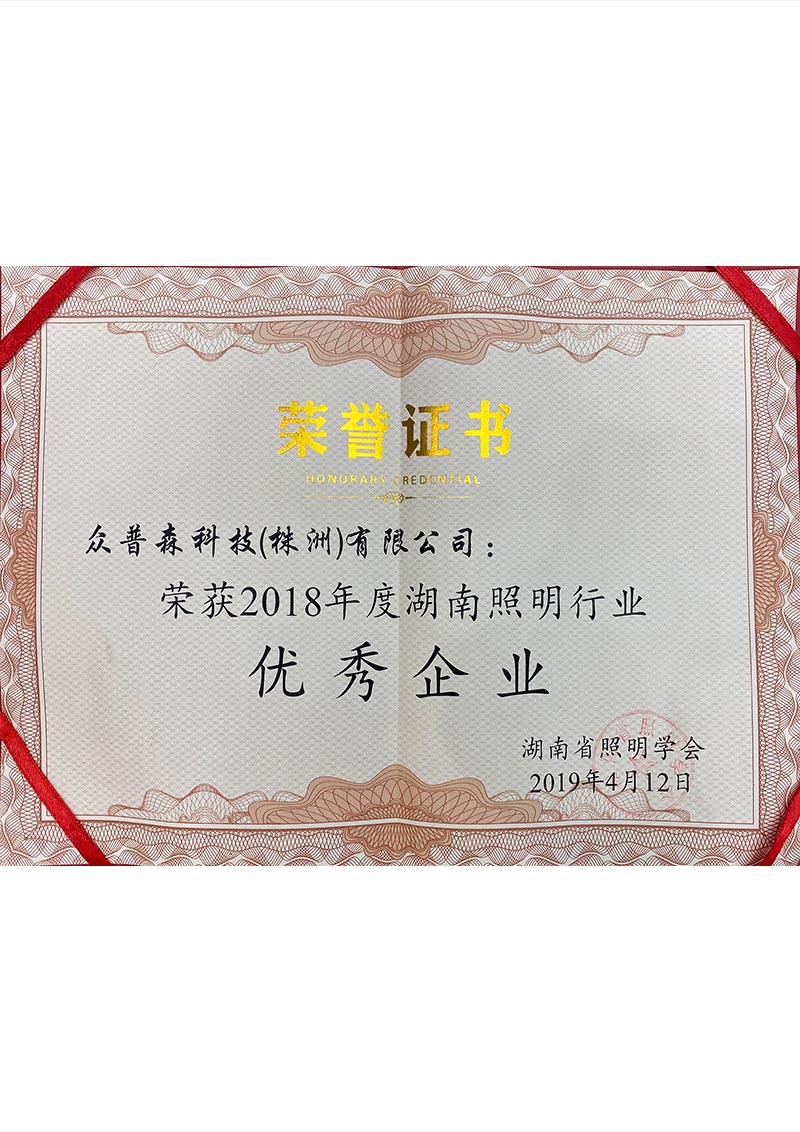 荣誉证书
HONORARY CREDENTIAL
众普森科技(株洲)有限公司：
荣获2018年度湖南照明行业
优秀企业
湖南省照明学会
2019年4月12日